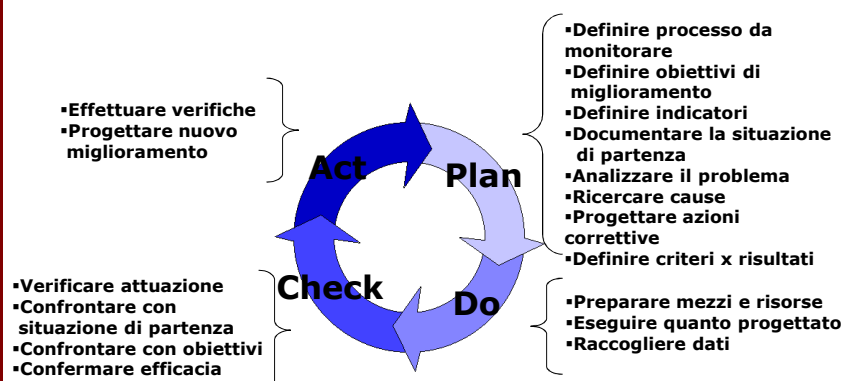 ▪Definire processo da
monitorare
▪Definire obiettivi di
miglioramento
▪Definire indicatori
▪Documentare la situazione
di partenza
▪Analizzare il problema
▪Ricercare cause
▪Progettare azioni
correttive
▪Definire criteri x risultati
▪Effettuare verifiche
▪Progettare nuovo
miglioramento
Act
Plan
Check
Do
▪Verificare attuazione
▪Confrontare con
situazione di partenza
▪Confrontare con obiettivi
▪Confermare efficacia
▪Preparare mezzi e risorse
▪Eseguire quanto progettato
▪Raccogliere dati